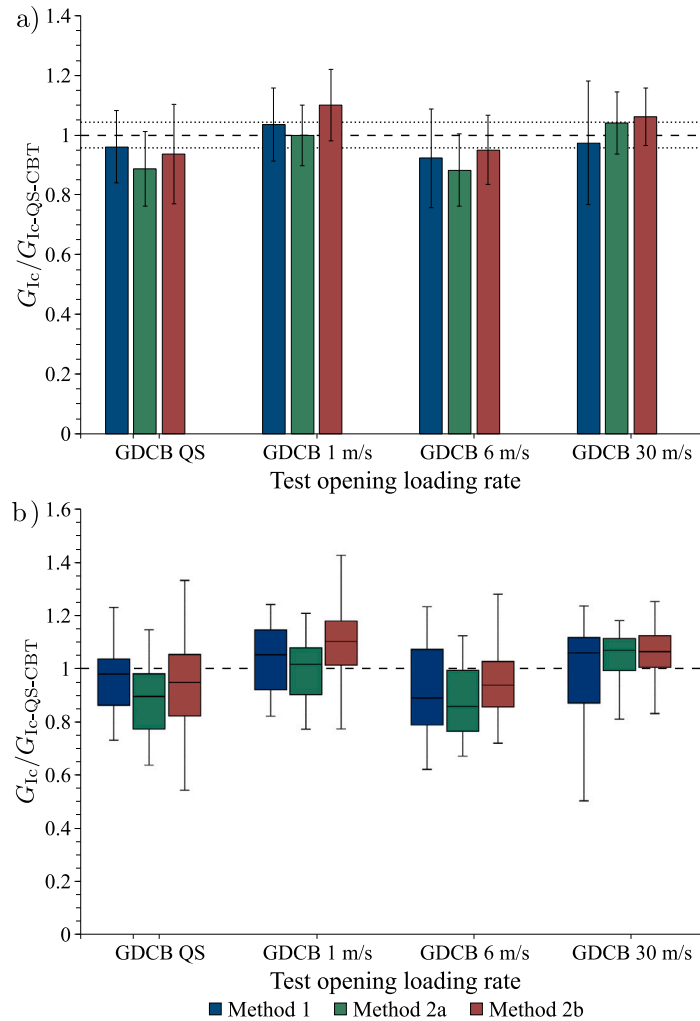 a)
1.4
1.2
1
0.8
0.6
0.4
0.2
0
G_Ic/G_Ic-QS-CBT
GDCB QS GDCB 1 m/s GDCB 6 m/s GDCB 30 m/s
Test opening loading rate
b)
1.6
1.4
1.2
1
0.8
0.6
0.4
0.2
0
G_Ic/G_Ic-QS-CBT
GDCB QS GDCB 1 m/s GDCB 6 m/s GDCB 30 m/s
Test opening loading rate
Method 1 Method 2a Method 2b